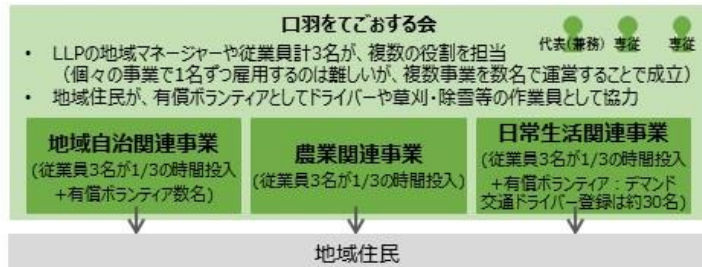 口羽をてごおする会
代表(兼務) 専従 専従
• LLPの地域マネージャーや従業員計3名が、複数の役割を担当
(個々の事業で1名ずつ雇用するのは難しいが、複数事業を数名で運営することで成立)
• 地域住民が、有償ボランティアとしてドライバーや草刈・除雪等の作業員として協力
地域自治関連事業
(従業員3名が1/3の時間投入
+有償ボランティア数名)
農業関連事業
(従業員3名が1/3の時間投入)
日常生活関連事業
(従業員3名が1/3の時間投入
+有償ボランティア：デマンド
交通ドライバー登録は約30名)
地域住民